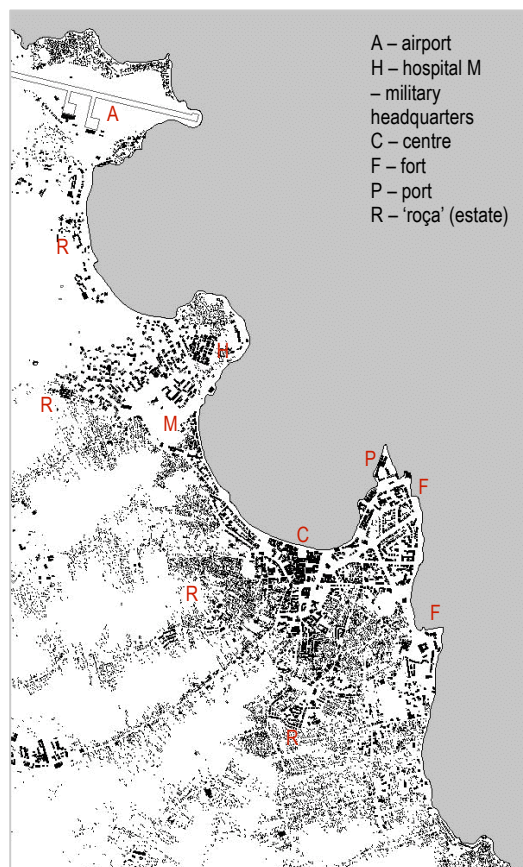 A – airport
H – hospital M
– military
headquarters
C – centre
F – fort
P – port
R – ‘roça’ (estate)
A
R
H
R
M
P
F
C
R
F
R